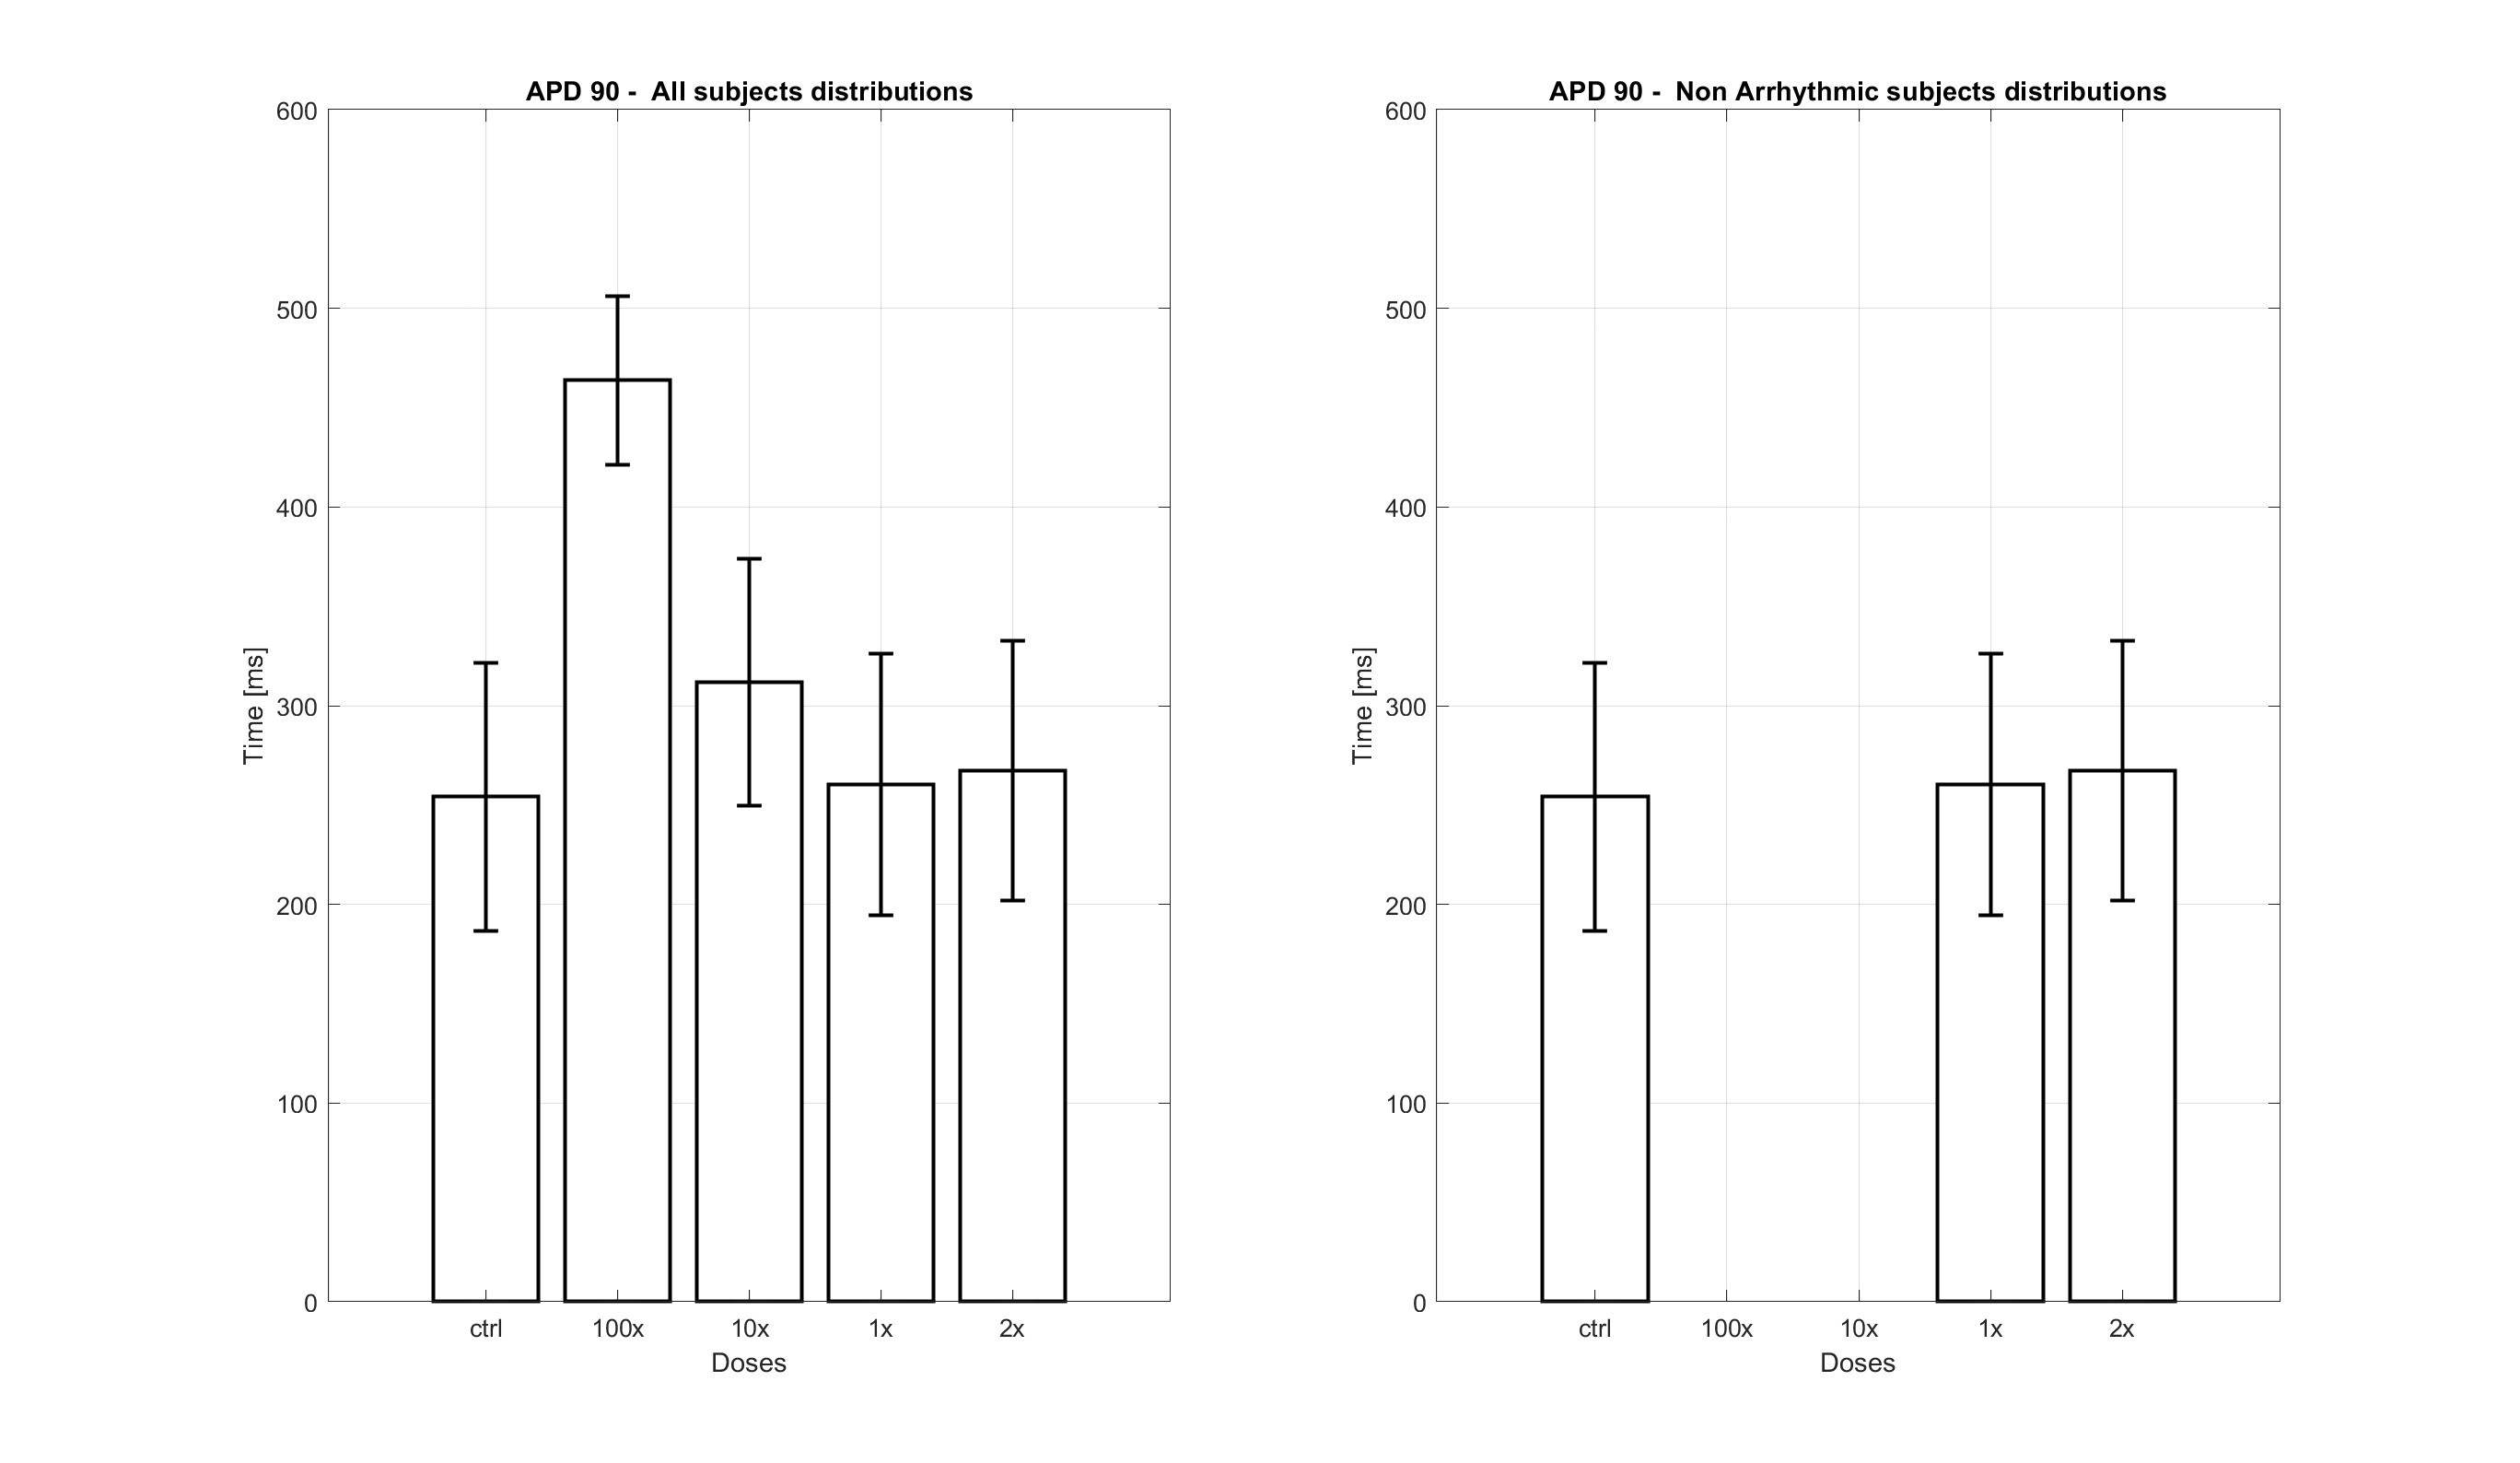 APD 90 -  All subjects distributions
600
500
400
300
200
100
0
Time [ms]
ctrl 100x 10x 1x 2x
Doses
APD 90 -  Non Arrhythmic subjects distributions
600
500
400
300
200
100
0
Time [ms]
ctrl 100x 10x 1x 2x
Doses